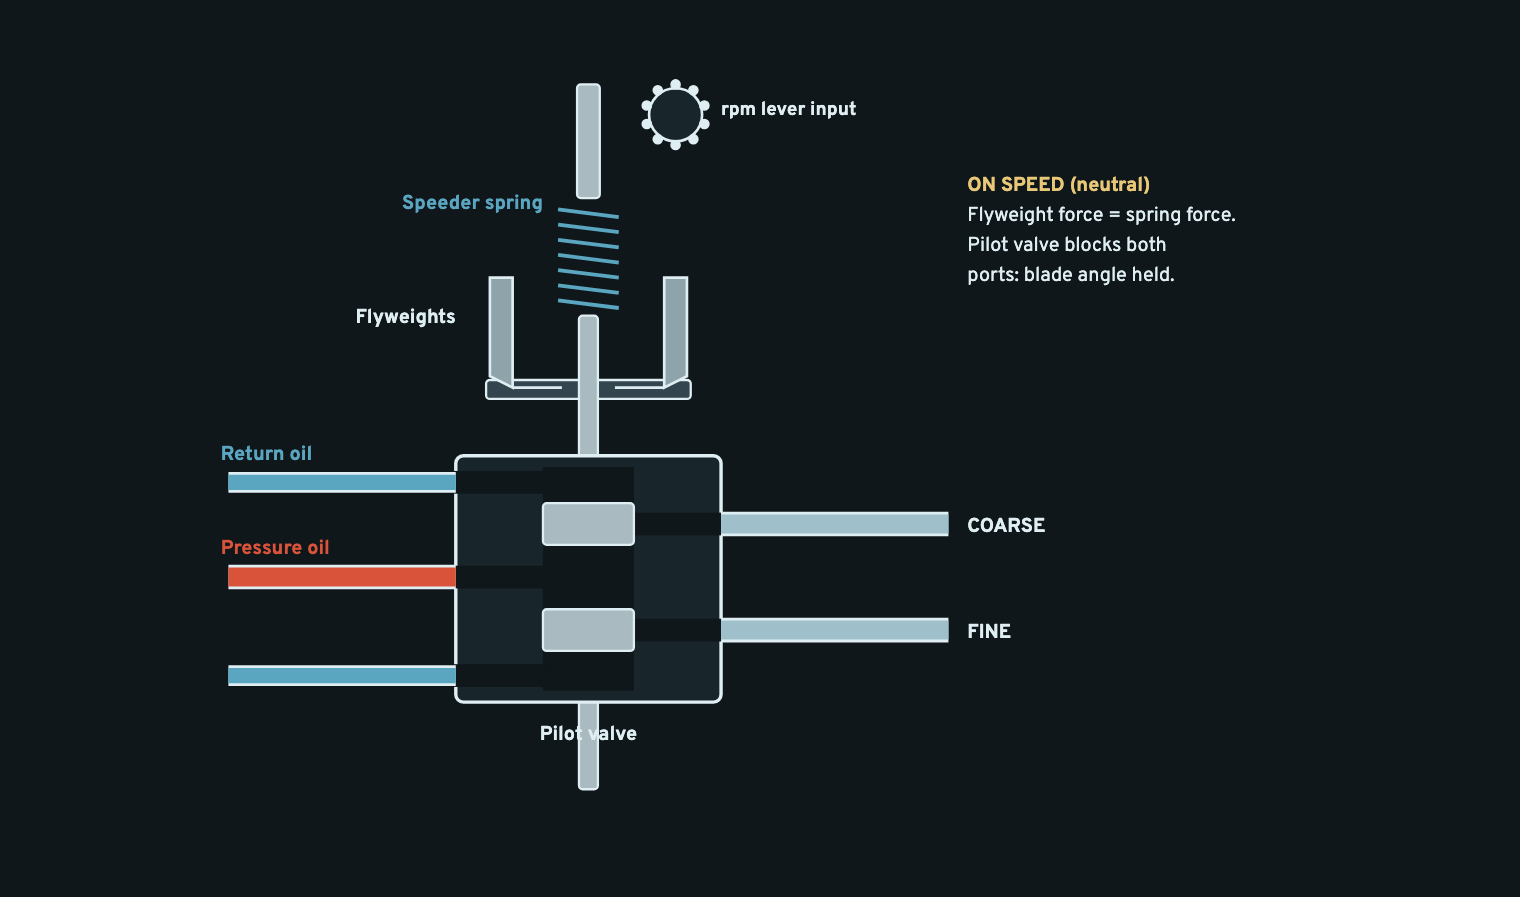 rpm lever input
ON SPEED (neutral)
Flyweight force = spring force.
Pilot valve blocks both
ports: blade angle held.
Speeder spring
Flyweights
Return oil
Pressure oil
COARSE
FINE
Pilot valve